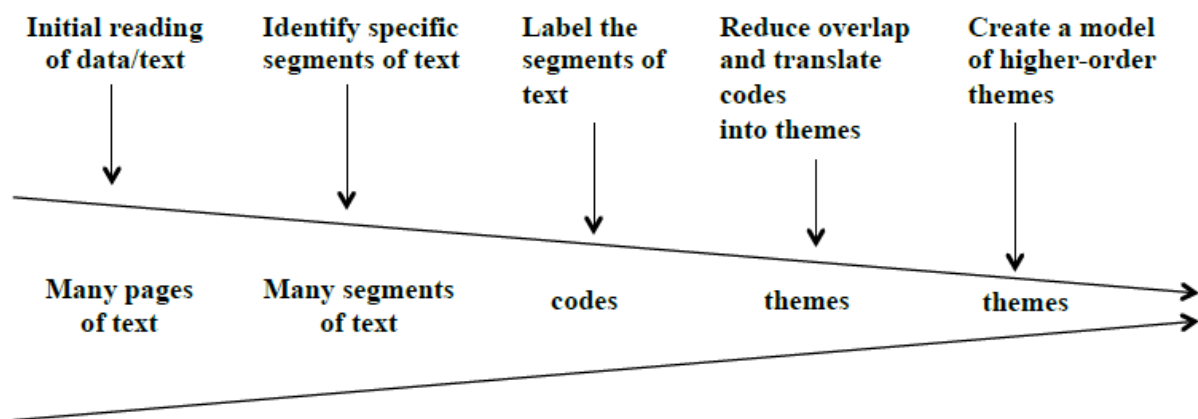 Initial reading
of data/text
Identify specific
segments of text
Label the
segments of
text
Reduce overlap
and translate
codes
into themes
Create a model
of higher-order
themes
Many pages
of text
Many segments
of text
codes
themes
themes